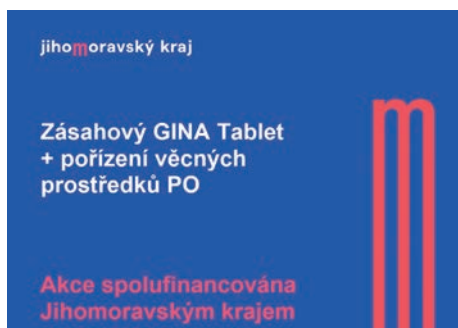 jihomoravský kraj
Zásahový GINA Tablet
+ pořízení věcných
prostředků PO
Akce spolufinancována
Jihomoravským krajem